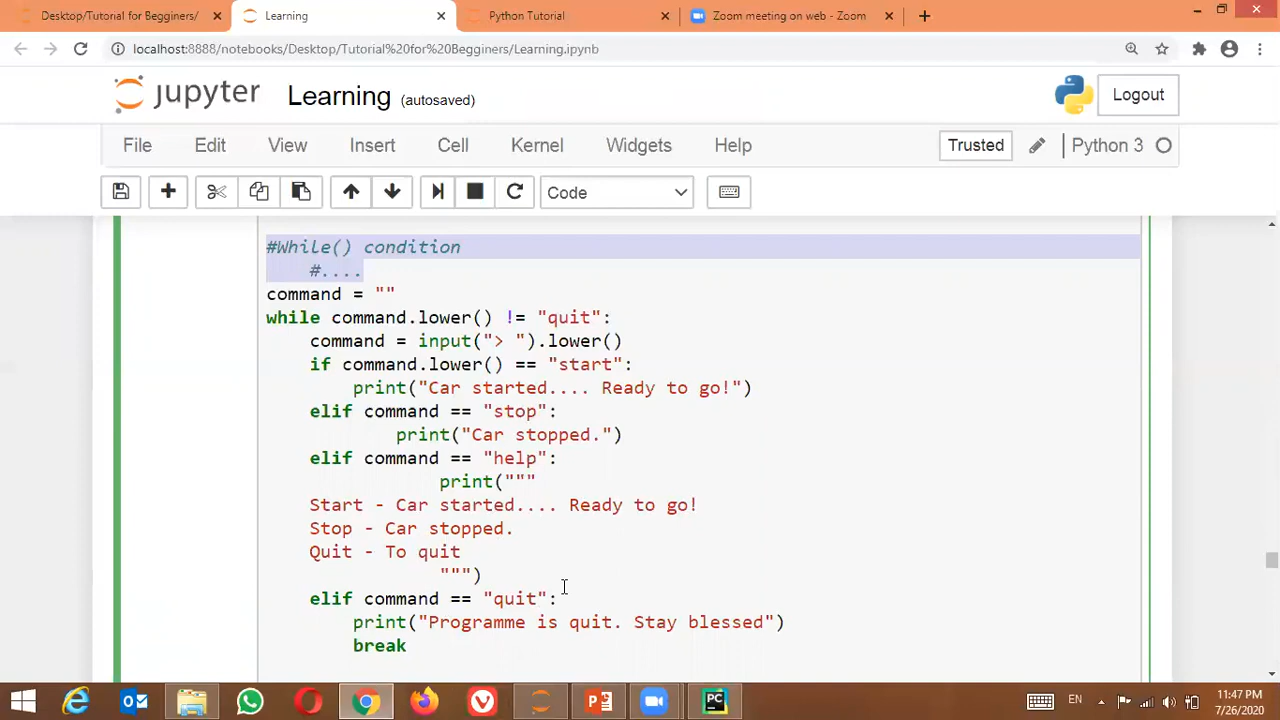 Desktop/Tutorial for Begginers/
Learning
Python Tutorial
Zoom meeting on web - Zoom
localhost:8888/notebooks/Desktop/Tutorial%20for%20Begginers/Learning.ipynb
jupyter Learning (autosaved)
Logout
File Edit View Insert Cell Kernel Widgets Help
Trusted
Python 3
Code
#While() condition
    #....
command = ""
while command.lower() != "quit":
    command = input("> ").lower()
    if command.lower() == "start":
        print("Car started.... Ready to go!")
    elif command == "stop":
            print("Car stopped.")
    elif command == "help":
                print("""
    Start - Car started.... Ready to go!
    Stop - Car stopped.
    Quit - To quit
                """)
    elif command == "quit":
        print("Programme is quit. Stay blessed")
        break
EN
11:47 PM
7/26/2020